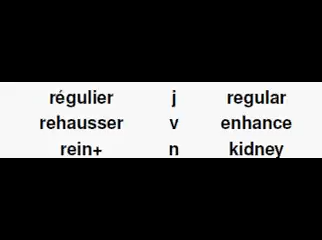 régulier j regular
rehausser v enhance
rein+ n kidney